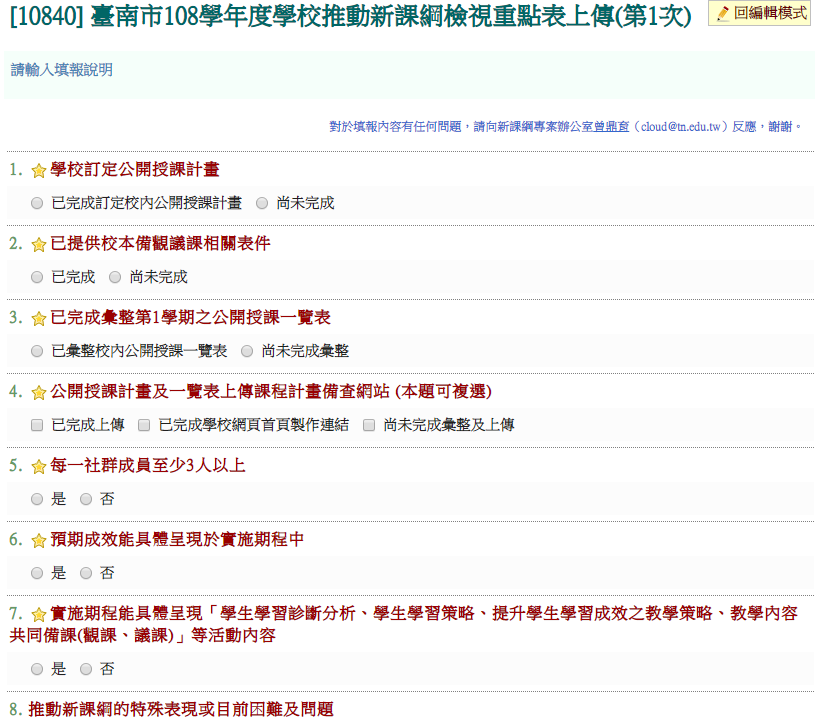 [10840] 臺南市108學年度學校推動新課綱檢視重點表上傳(第1次)
回編輯模式
請輸入填報說明
對於填報內容有任何問題，請向新課綱專案辦公室曾鼎育（cloud@tn.edu.tw）反應，謝謝。
1. 學校訂定公開授課計畫
已完成訂定校內公開授課計畫 尚未完成
2. 已提供校本備觀議課相關表件
已完成 尚未完成
3. 已完成彙整第1學期之公開授課一覽表
已彙整校內公開授課一覽表 尚未完成彙整
4. 公開授課計畫及一覽表上傳課程計畫備查網站 (本題可複選)
已完成上傳 已完成學校網頁首頁製作連結 尚未完成彙整及上傳
5. 每一社群成員至少3人以上
是 否
6. 預期成效能具體呈現於實施期程中
是 否
7. 實施期程能具體呈現「學生學習診斷分析、學生學習策略、提升學生學習成效之教學策略、教學內容
共同備課(觀課、議課)」等活動內容
是 否
8. 推動新課綱的特殊表現或目前困難及問題